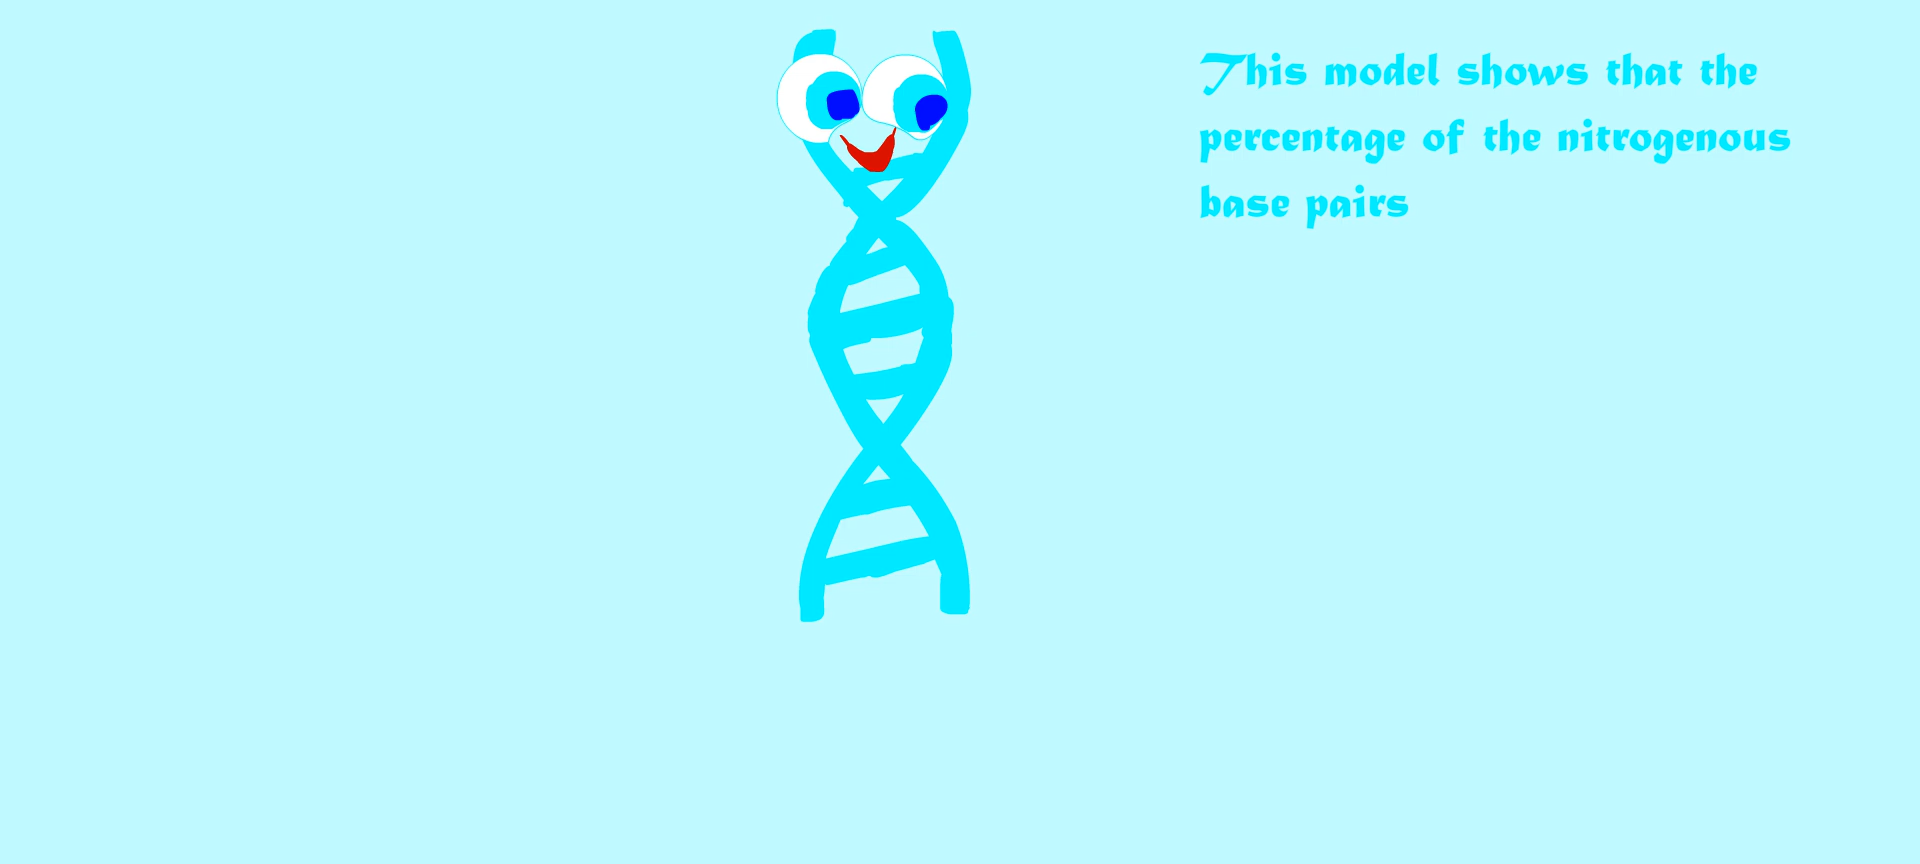 This model shows that the
percentage of the nitrogenous
base pairs